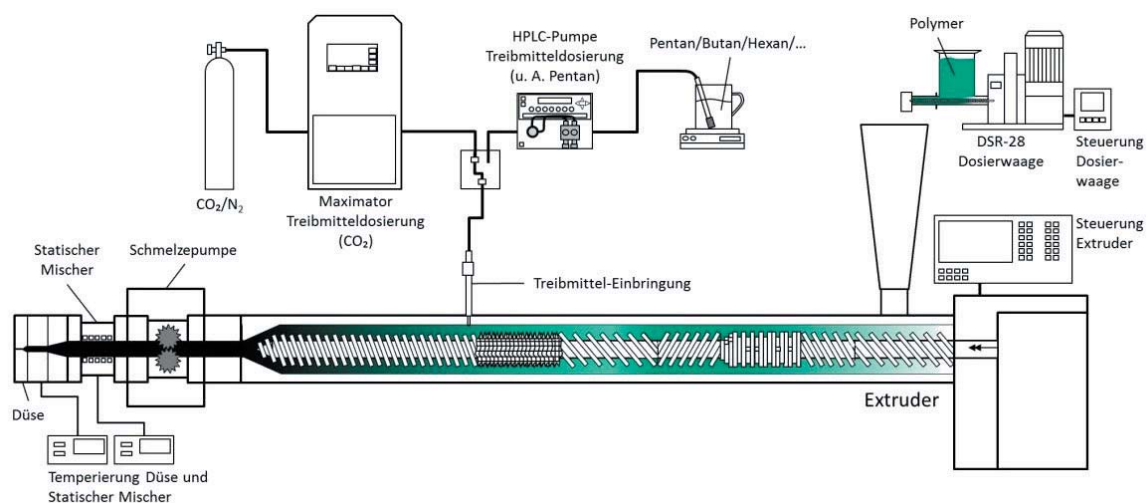 HPLC-Pumpe
Treibmitteldosierung
(u. A. Pentan)
Pentan/Butan/Hexan/...
Polymer
DSR-28
Dosierwaage
Steuerung
Dosier-
waage
CO₂/N₂
Maximator
Treibmitteldosierung
(CO₂)
Statischer
Mischer
Schmelzepumpe
Treibmittel-Einbringung
Steuerung
Extruder
Düse
Extruder
Temperierung Düse und
Statischer Mischer